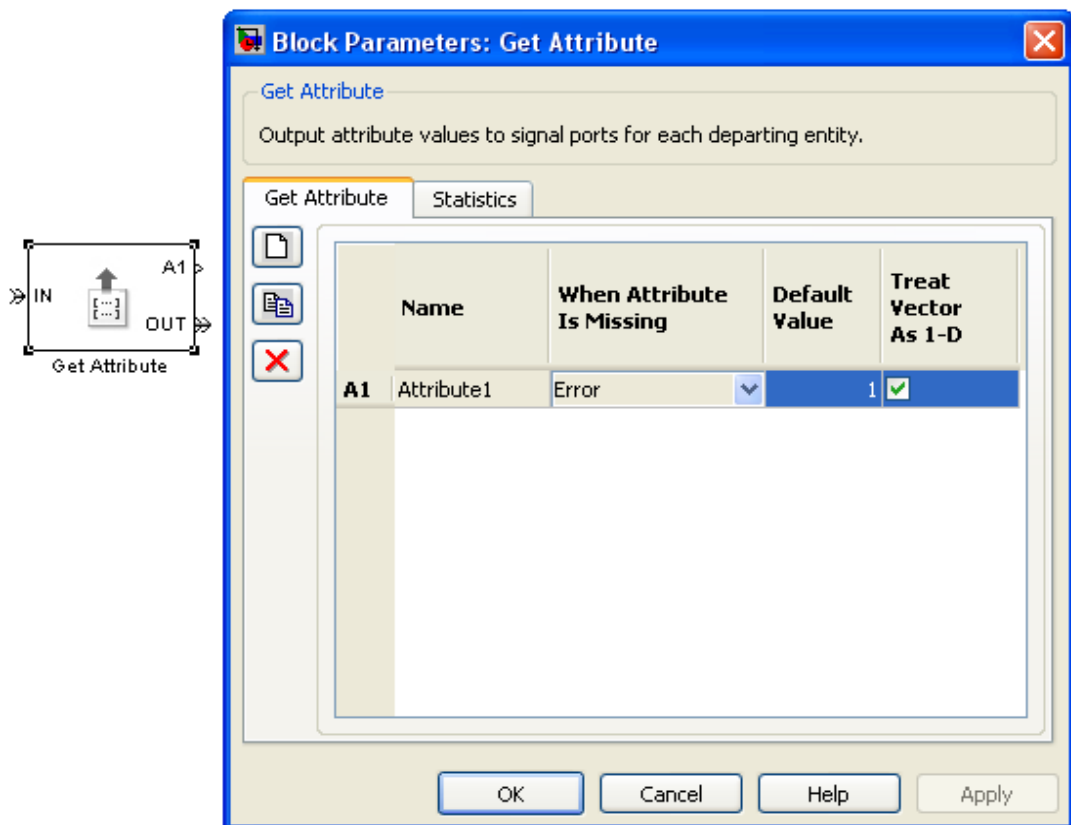 Block Parameters: Get Attribute
Get Attribute
Output attribute values to signal ports for each departing entity.
Get Attribute Statistics
Name When Attribute Is Missing Default Value Treat Vector As 1-D
A1 Attribute1 Error 1
IN
A1
[...]
OUT
Get Attribute
OK Cancel Help Apply